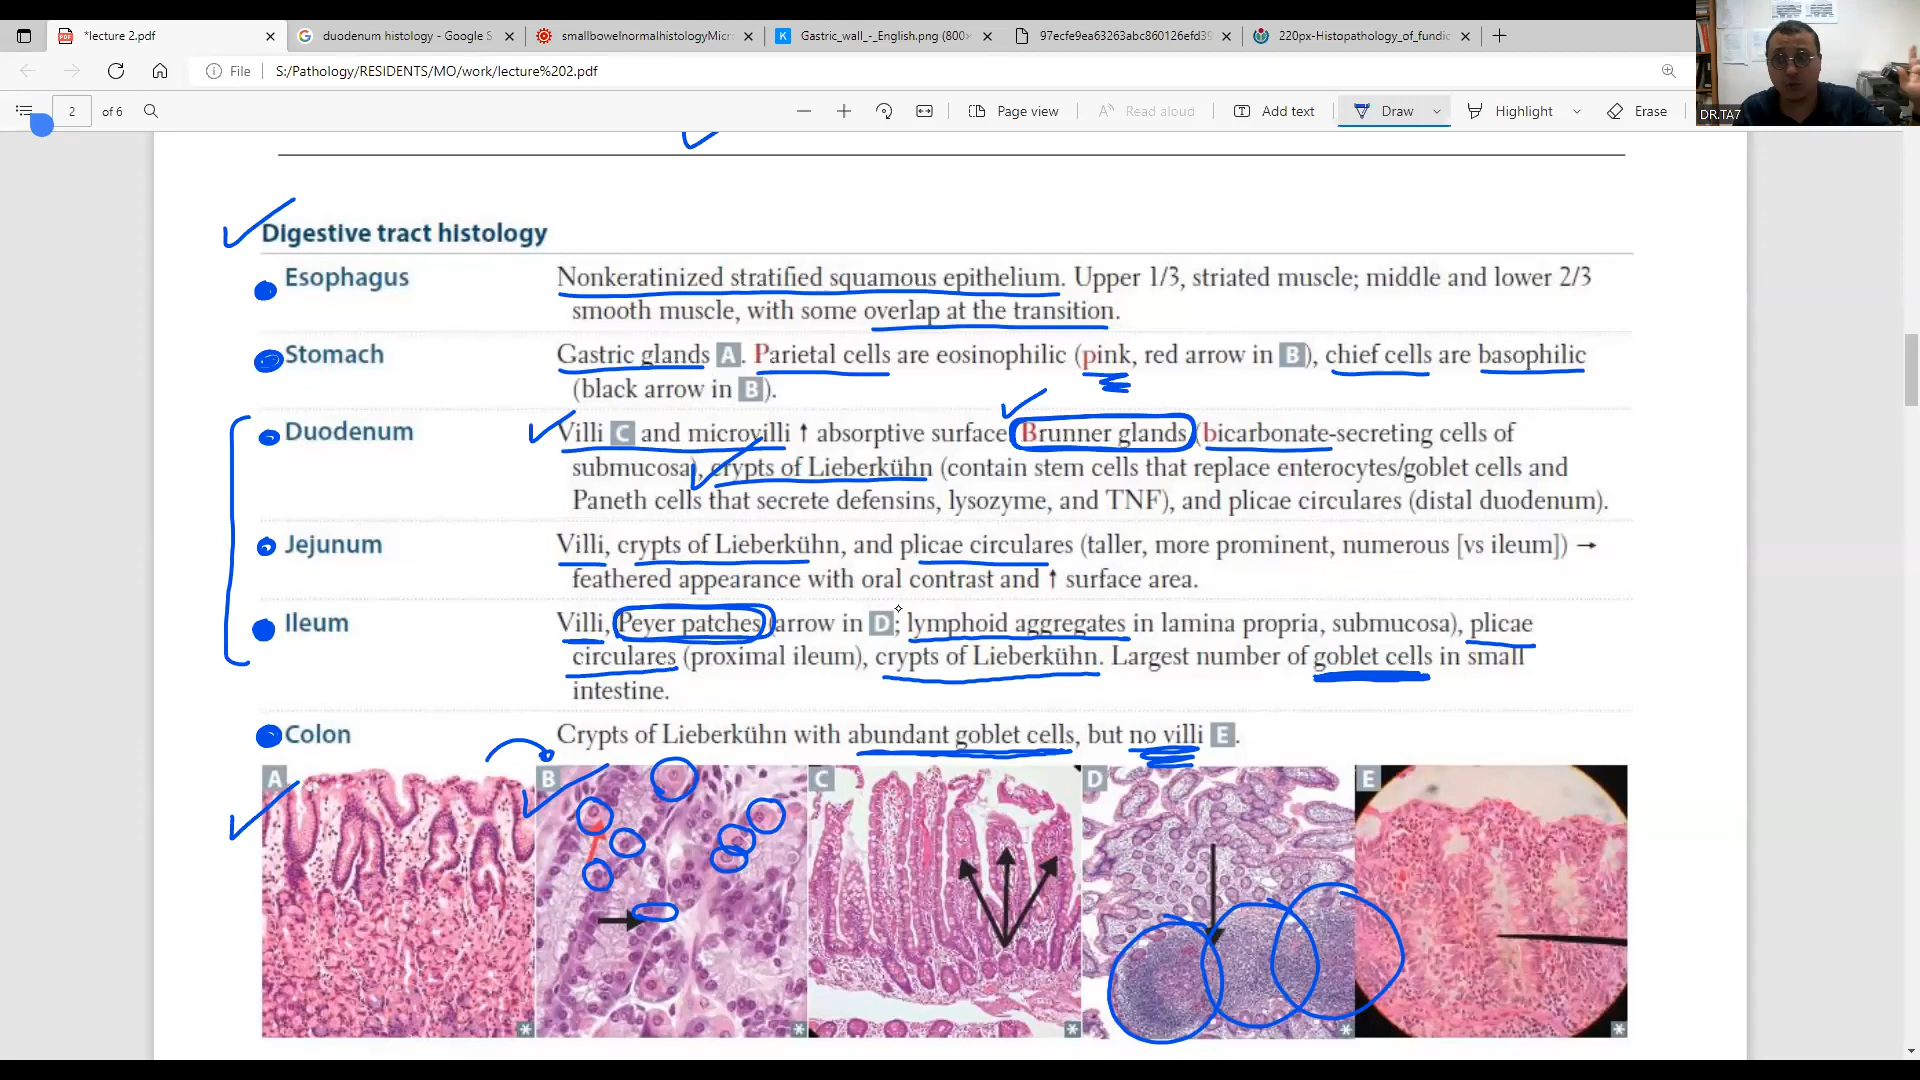 *lecture 2.pdf
duodenum histology - Google S
smallbowelnormalhistologyMicr
Gastric_wall_-_English.png (800×
97ecfe9ea63263abc860126efd39
220px-Histopathology_of_fundic
File
S:/Pathology/RESIDENTS/MO/work/lecture%202.pdf
2 of 6
Page view
Read aloud
Add text
Draw
Highlight
Erase
DR.TA7
Digestive tract histology
Esophagus
Nonkeratinized stratified squamous epithelium. Upper 1/3, striated muscle; middle and lower 2/3
smooth muscle, with some overlap at the transition.
Stomach
Gastric glands A. Parietal cells are eosinophilic (pink, red arrow in B), chief cells are basophilic
(black arrow in B).
Duodenum
Villi C and microvilli ↑ absorptive surface Brunner glands (bicarbonate-secreting cells of
submucosa), crypts of Lieberkühn (contain stem cells that replace enterocytes/goblet cells and
Paneth cells that secrete defensins, lysozyme, and TNF), and plicae circulares (distal duodenum).
Jejunum
Villi, crypts of Lieberkühn, and plicae circulares (taller, more prominent, numerous [vs ileum]) →
feathered appearance with oral contrast and ↑ surface area.
Ileum
Villi, Peyer patches (arrow in D; lymphoid aggregates in lamina propria, submucosa), plicae
circulares (proximal ileum), crypts of Lieberkühn. Largest number of goblet cells in small
intestine.
Colon
Crypts of Lieberkühn with abundant goblet cells, but no villi E.
A B C D E